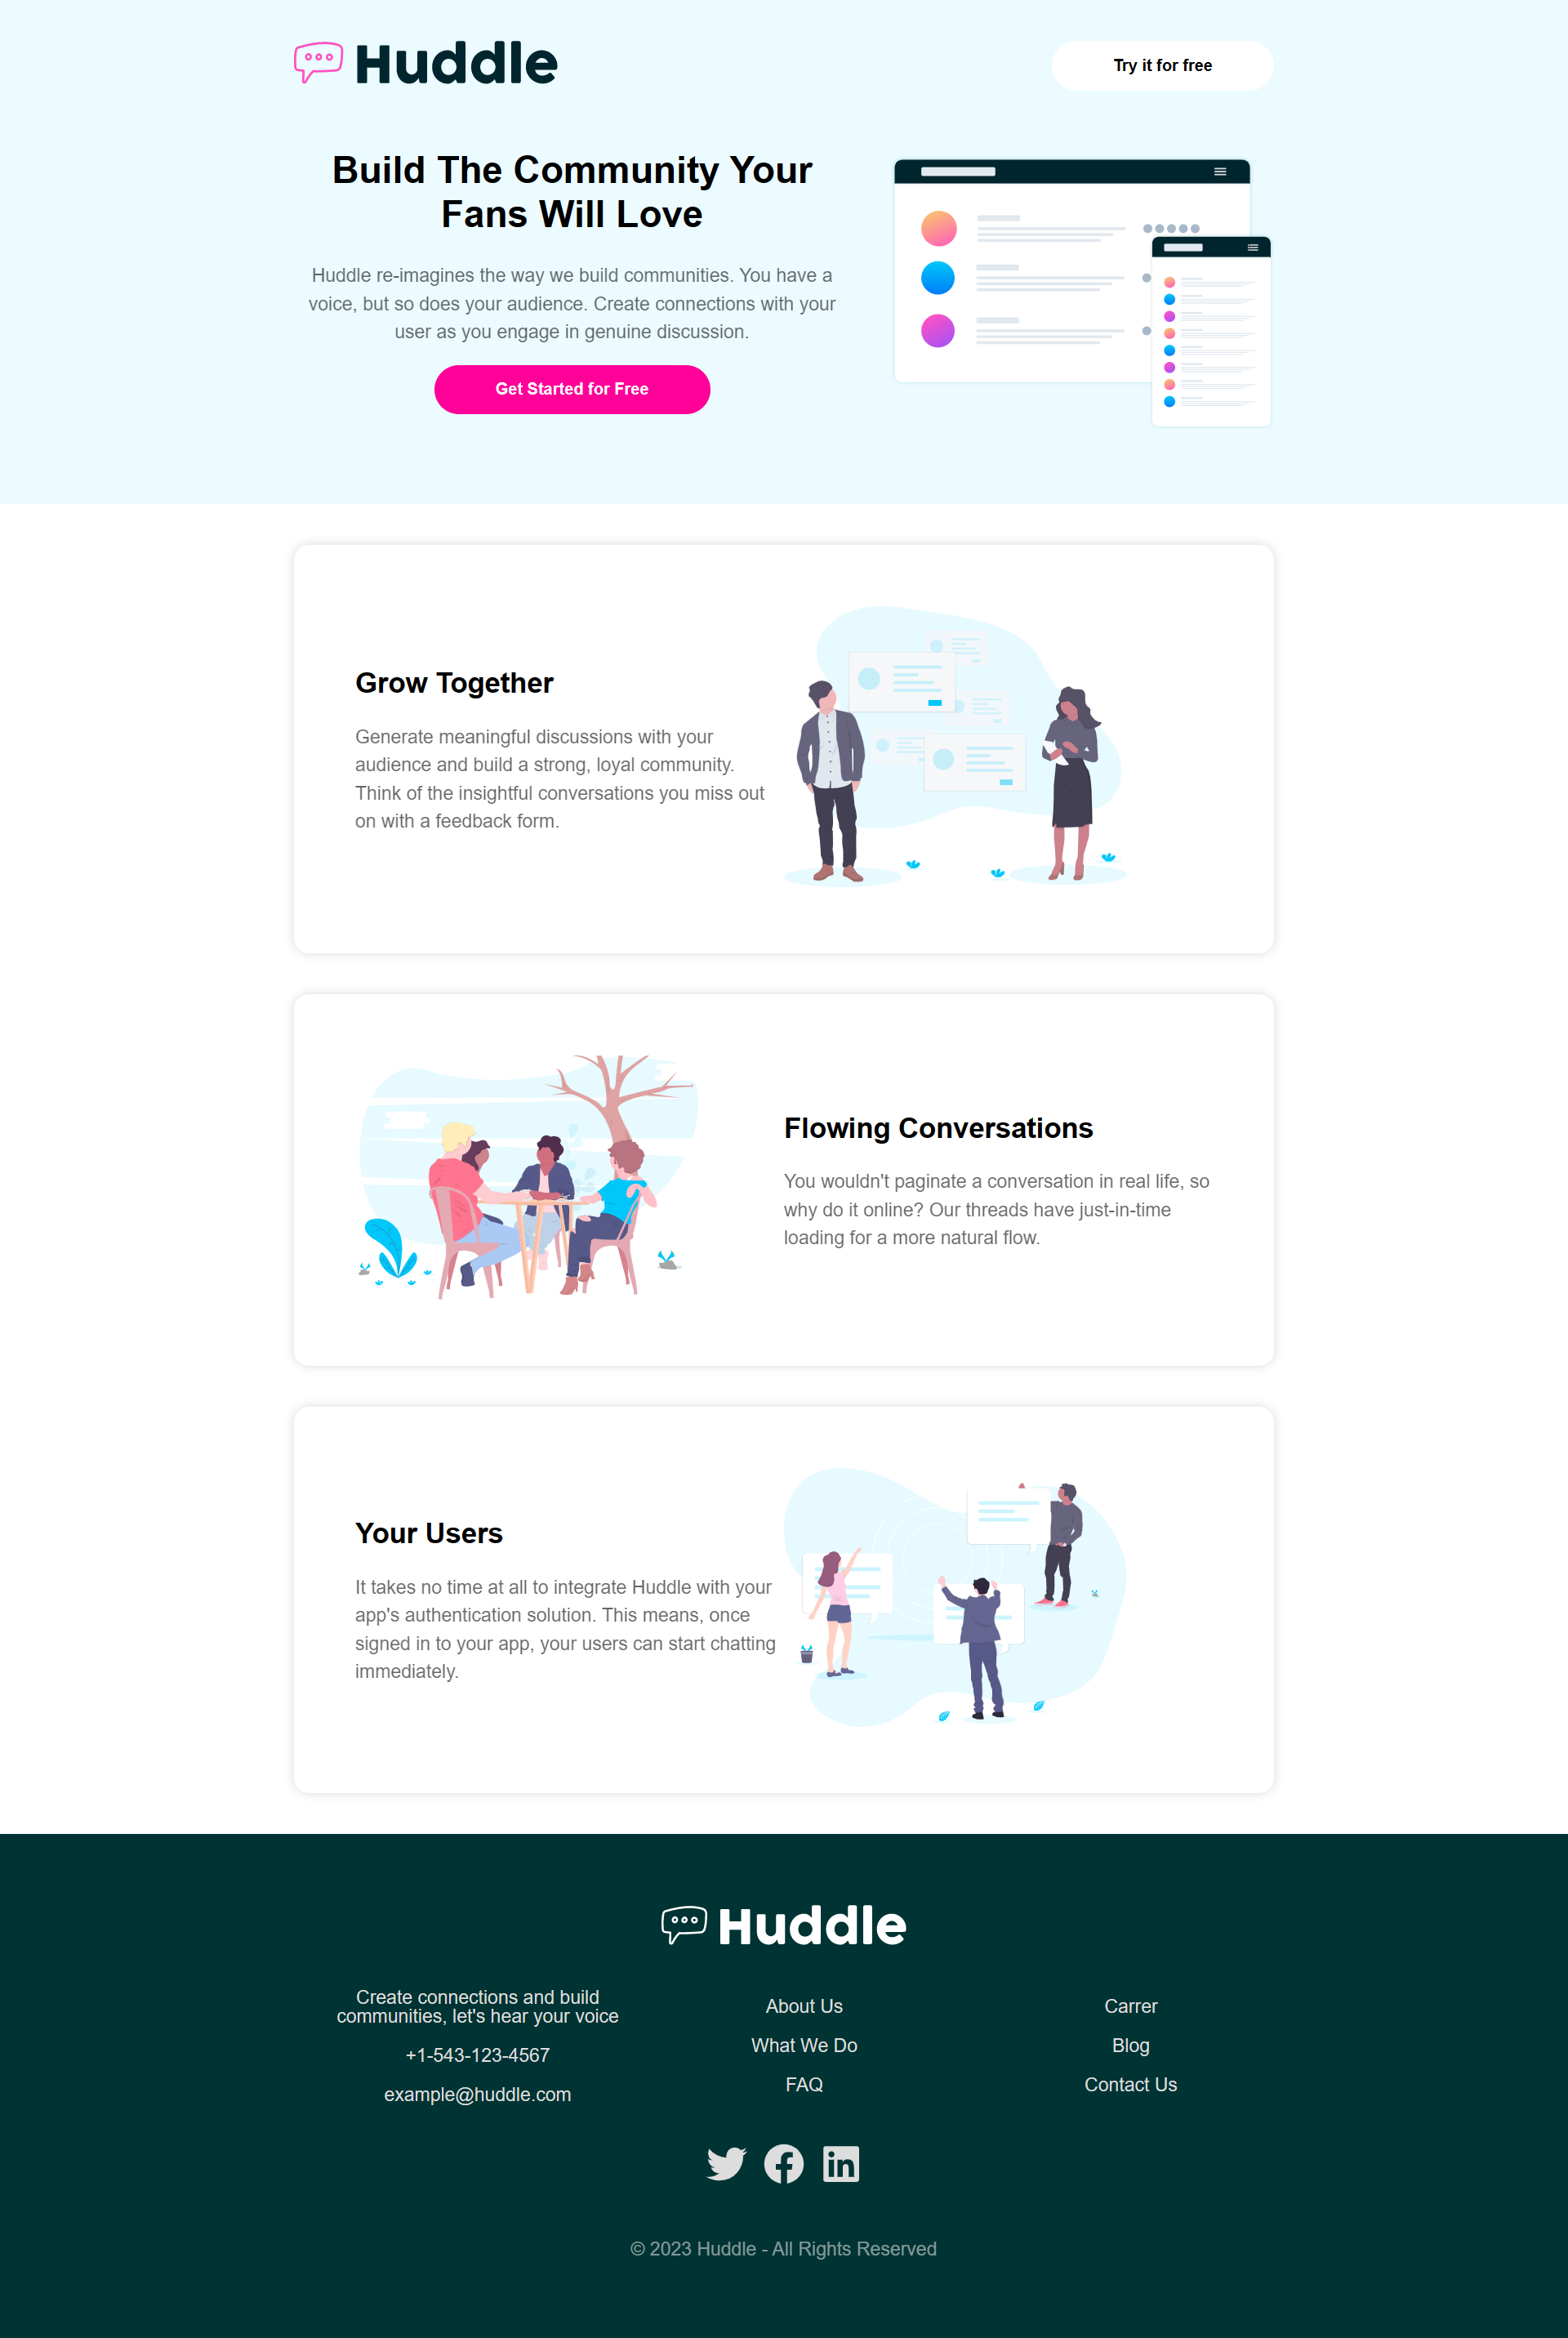 Huddle
Try it for free
Build The Community Your
Fans Will Love
Huddle re-imagines the way we build communities. You have a
voice, but so does your audience. Create connections with your
user as you engage in genuine discussion.
Get Started for Free
Grow Together
Generate meaningful discussions with your
audience and build a strong, loyal community.
Think of the insightful conversations you miss out
on with a feedback form.
Flowing Conversations
You wouldn't paginate a conversation in real life, so
why do it online? Our threads have just-in-time
loading for a more natural flow.
Your Users
It takes no time at all to integrate Huddle with your
app's authentication solution. This means, once
signed in to your app, your users can start chatting
immediately.
Huddle
Create connections and build
communities, let's hear your voice
+1-543-123-4567
example@huddle.com
About Us
What We Do
FAQ
Carrer
Blog
Contact Us
© 2023 Huddle - All Rights Reserved